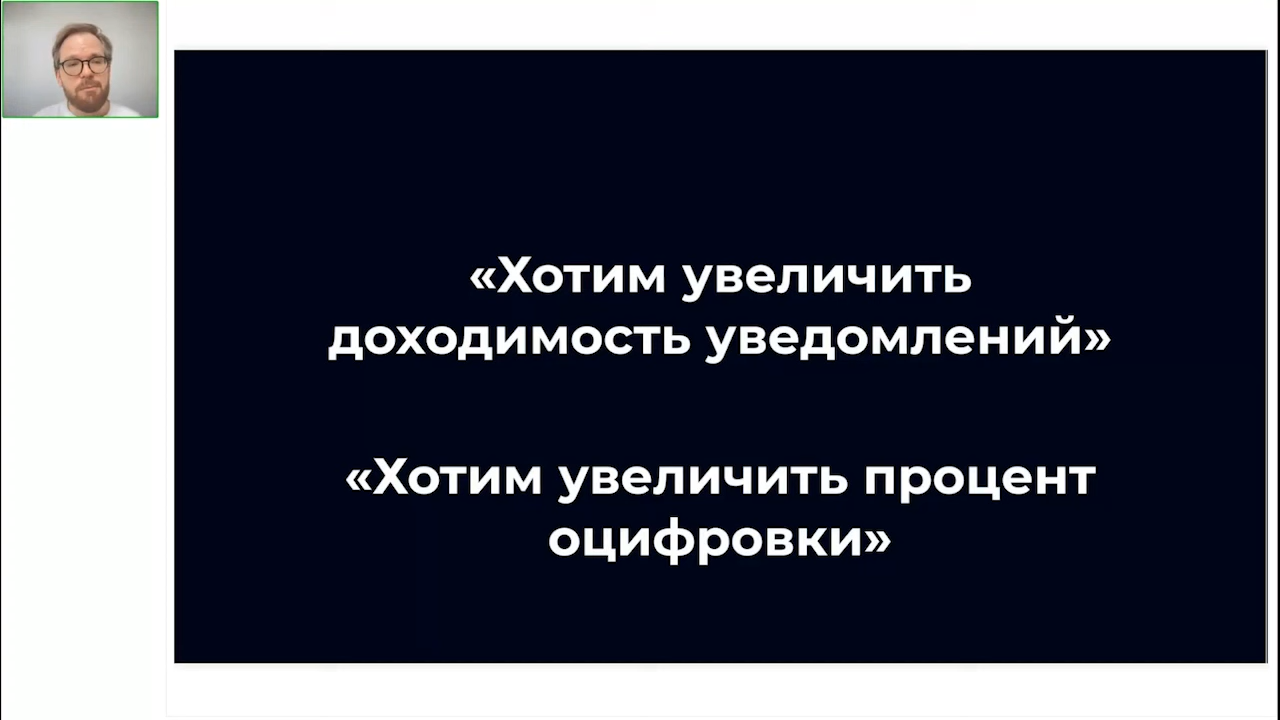 «Хотим увеличить
доходимость уведомлений»
«Хотим увеличить процент
оцифровки»